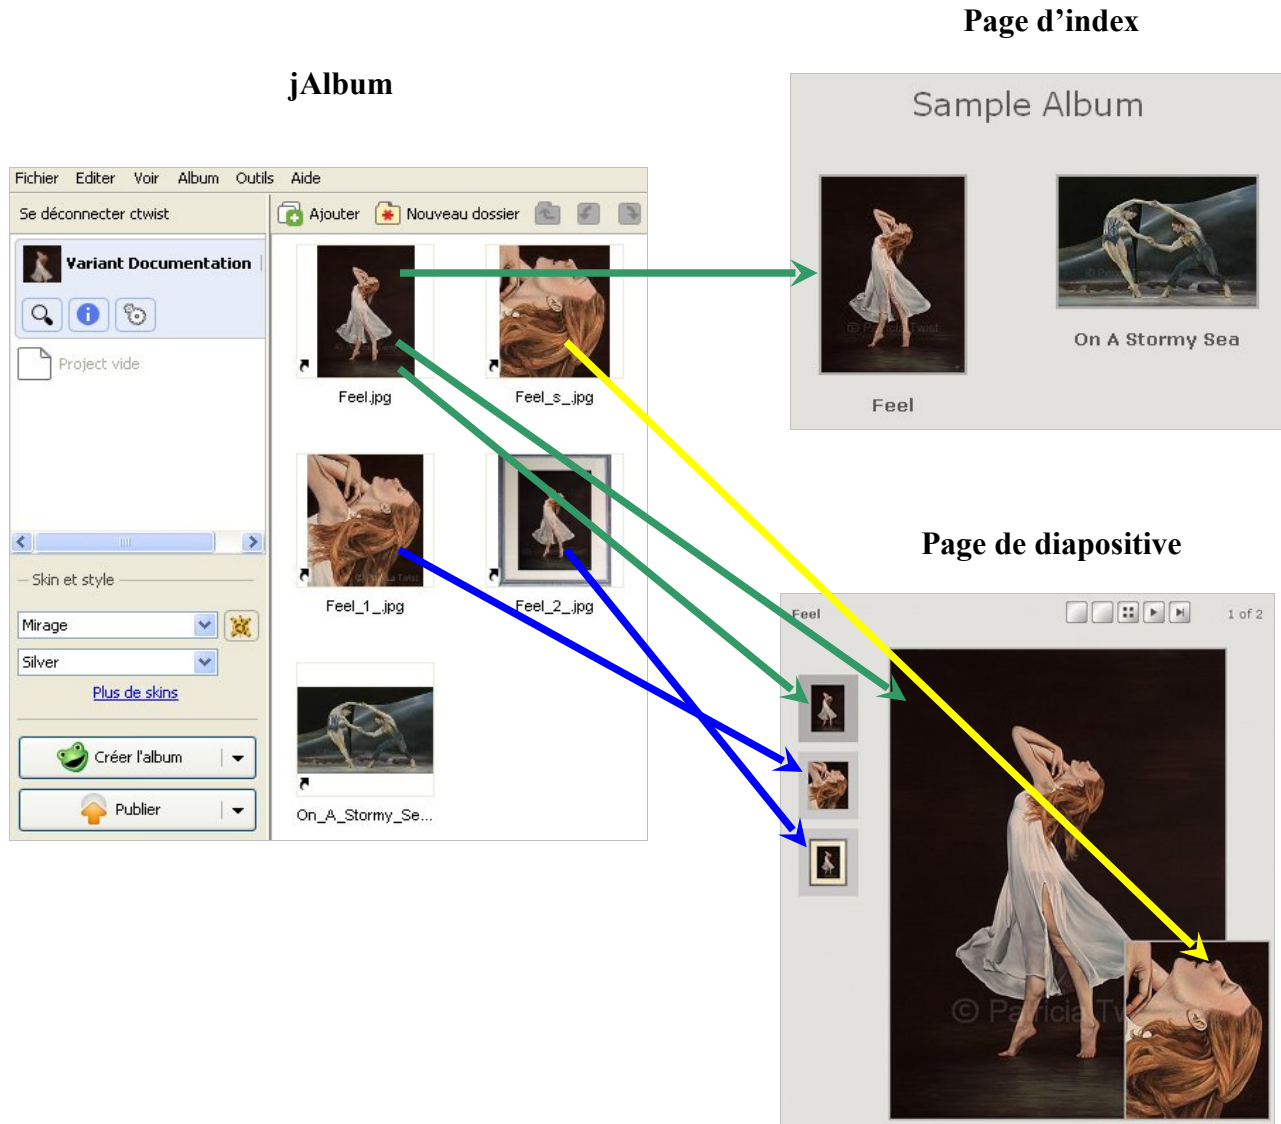 Page d’index
jAlbum
Sample Album
Fichier Editer Voir Album Outils Aide
Se déconnecter ctwist
Ajouter Nouveau dossier
Variant Documentation
Project vide
Feel.jpg Feel_s_.jpg
© Patricia Twist
On A Stormy Sea
Feel
Feel_1_.jpg Feel_2_.jpg
Page de diapositive
Skin et style
Mirage
Silver
Plus de skins
Créer l'album
Publier
On_A_Stormy_Se...
Feel 1 of 2
© Patricia Tw